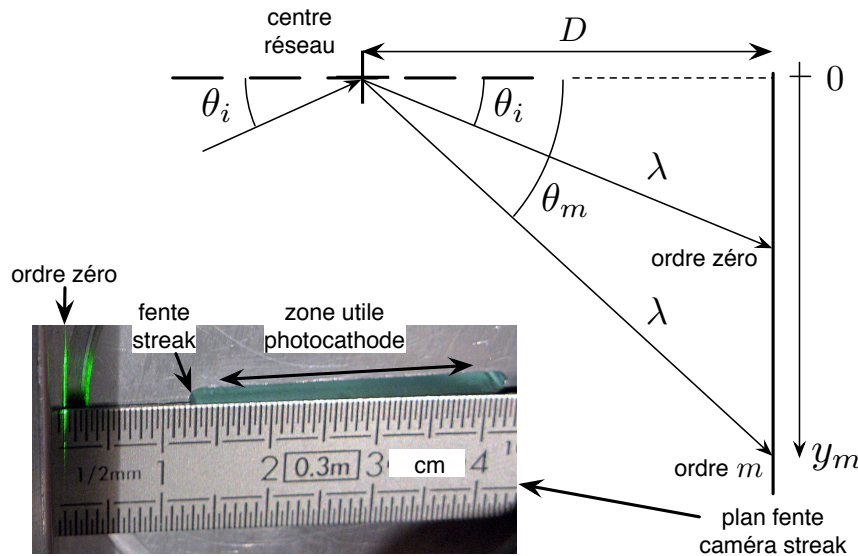 centre
réseau
D
0
θi
θi
λ
θm
ordre zéro
ordre zéro
fente
streak
zone utile
photocathode
λ
1/2mm
1
2
0.3m
3
cm
4
ordre m
ym
plan fente
caméra streak